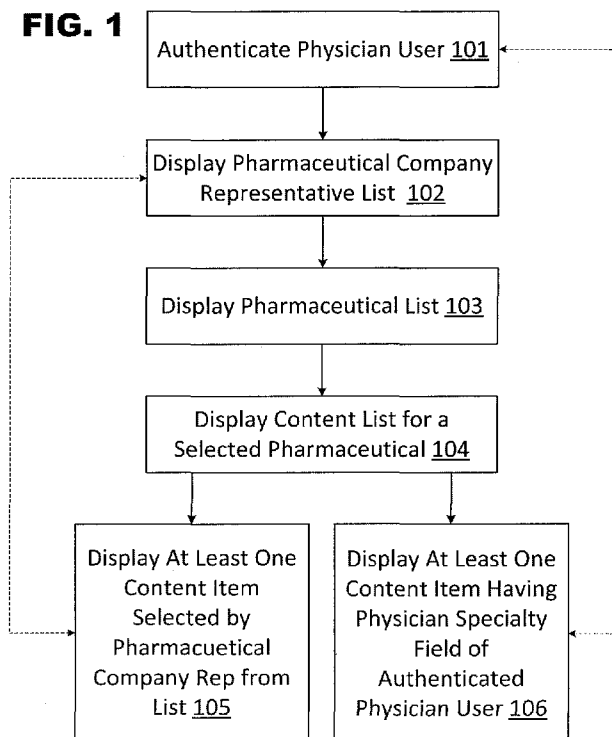 FIG. 1
Authenticate Physician User 101
Display Pharmaceutical Company
Representative List 102
Display Pharmaceutical List 103
Display Content List for a
Selected Pharmaceutical 104
Display At Least One
Content Item
Selected by
Pharmacuetical
Company Rep from
List 105
Display At Least One
Content Item Having
Physician Specialty
Field of
Authenticated
Physician User 106